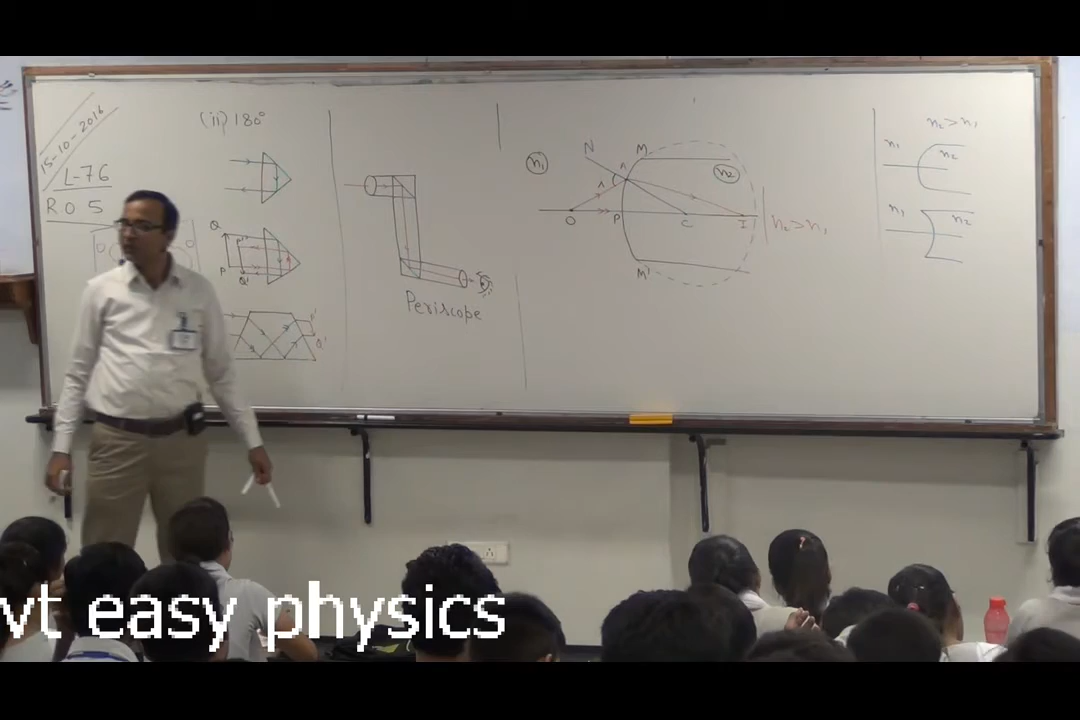 15-10-2016
L-76
RO5
(ii) 180°
Q
P
P'
Q'
P'
Q'
Periscope
n₁
N
M
A
n₂
O
P
C
I
M'
n₂>n₁
n₂>n₁
n₁
n₂
n₁
n₂
vt easy physics